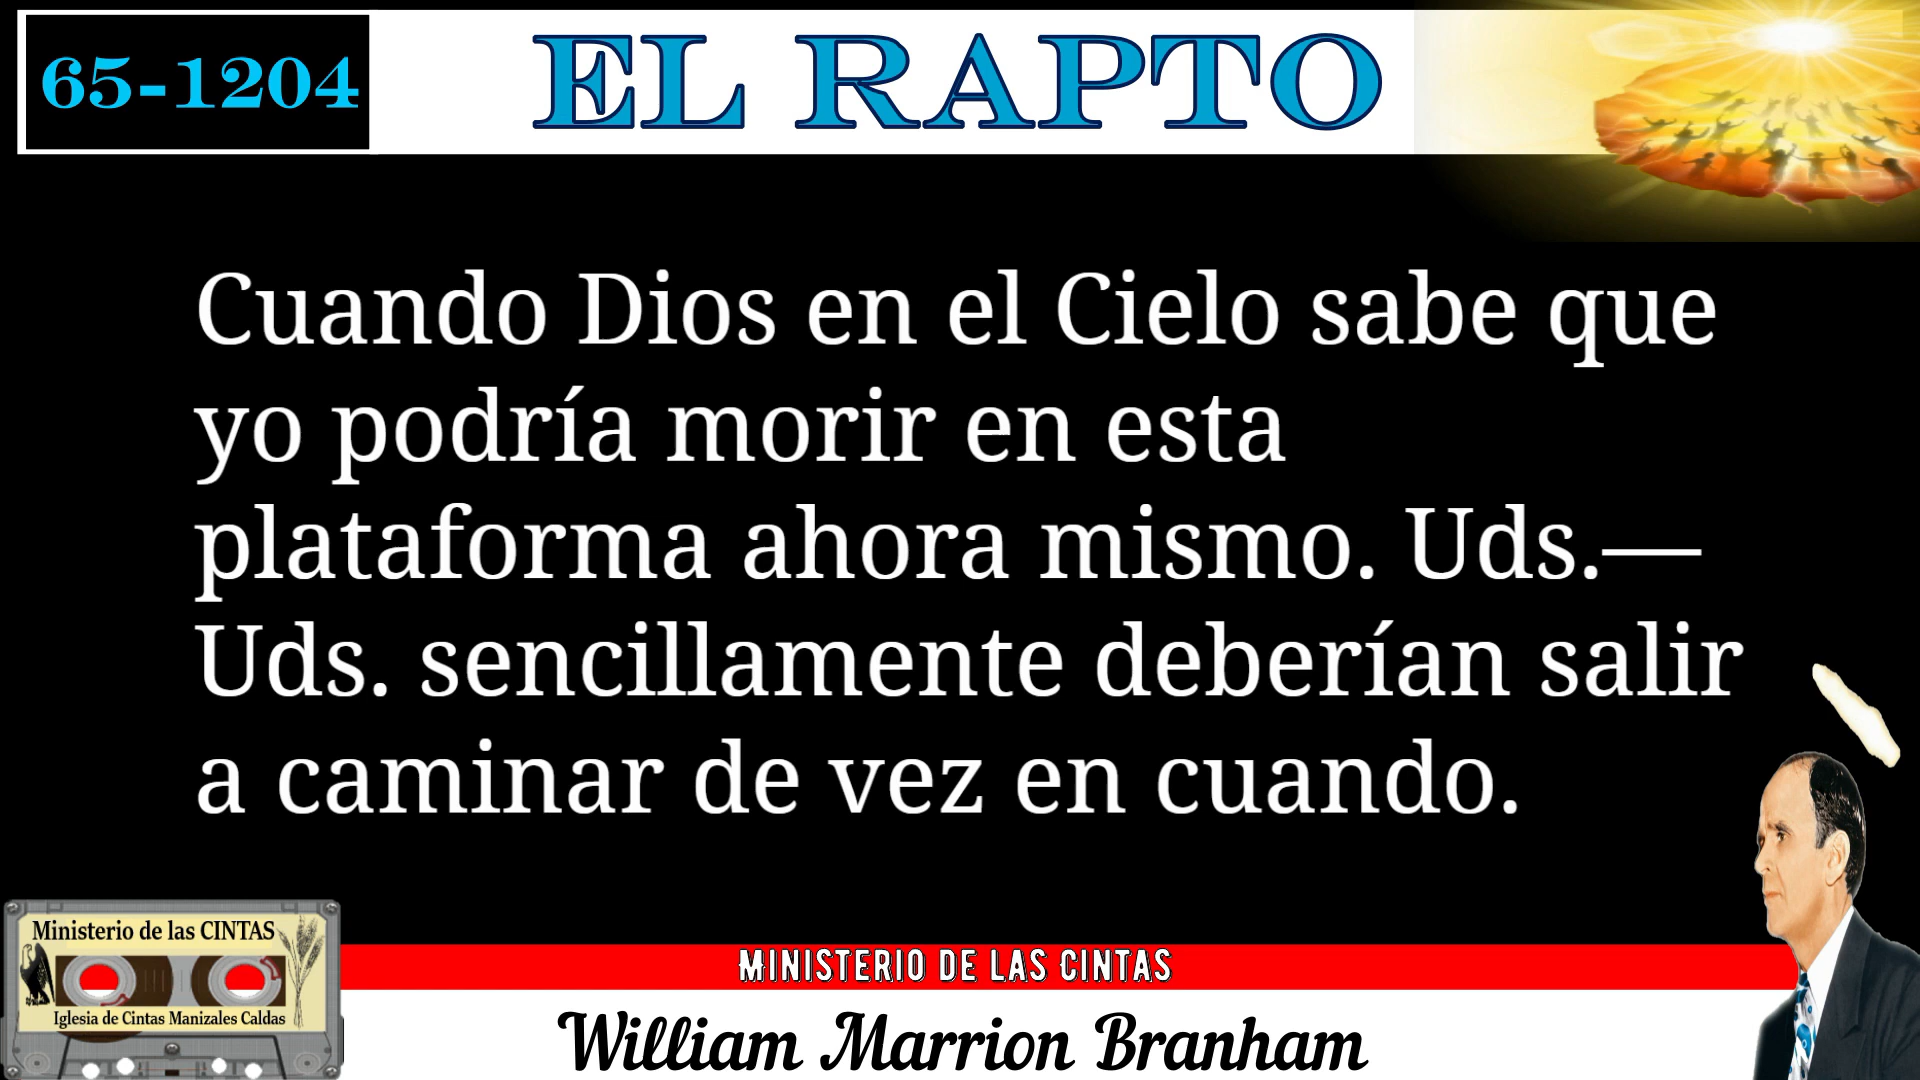 65-1204
EL RAPTO
Cuando Dios en el Cielo sabe que
yo podría morir en esta
plataforma ahora mismo. Uds.—
Uds. sencillamente deberían salir
a caminar de vez en cuando.
Ministerio de las CINTAS
Iglesia de Cintas Manizales Caldas
MINISTERIO DE LAS CINTAS
William Marrion Branham